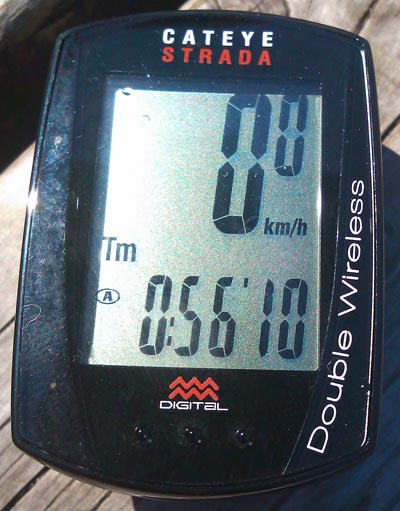 CATEYE
STRADA
0.0
km/h
Tm
A
0:56'10
DIGITAL
Double Wireless